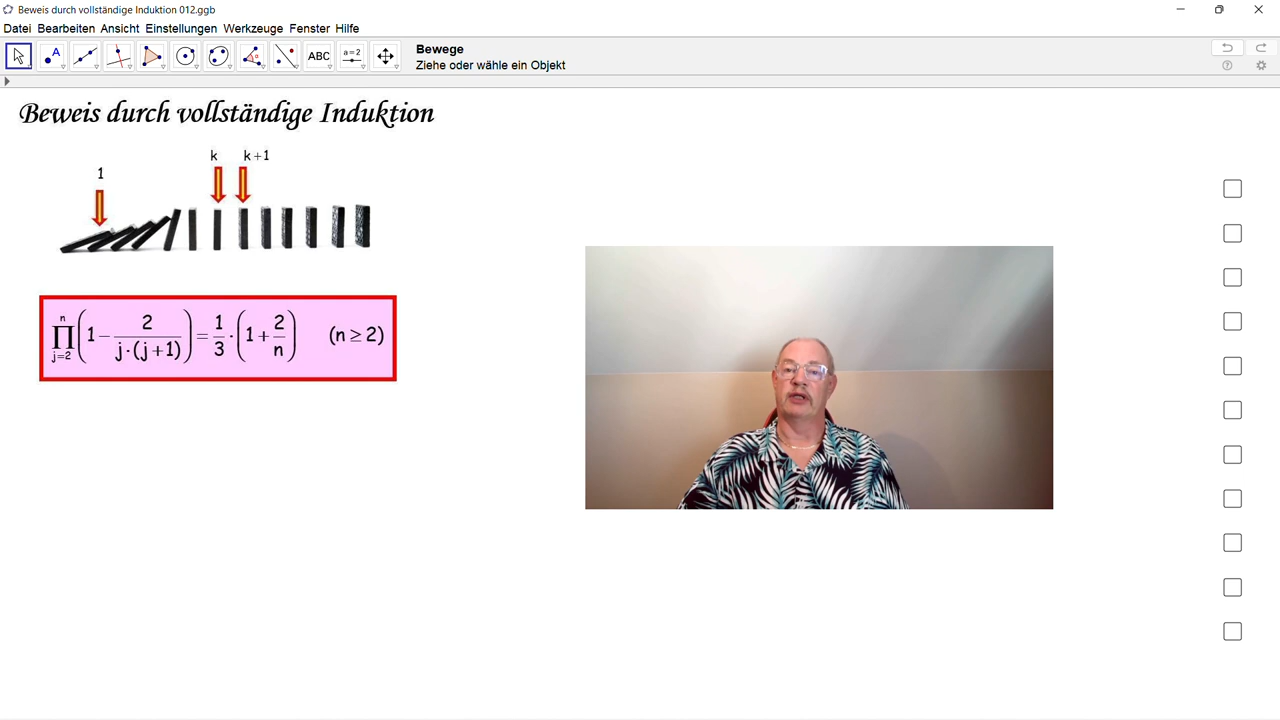 Beweis durch vollständige Induktion 012.ggb
Datei Bearbeiten Ansicht Einstellungen Werkzeuge Fenster Hilfe
A
ABC
a=2
Bewege
Ziehe oder wähle ein Objekt
Beweis durch vollständige Induktion
1
k
k+1
∏_{j=2}^{n} (1 − 2/(j·(j+1))) = 1/3 · (1 + 2/n) (n ≥ 2)